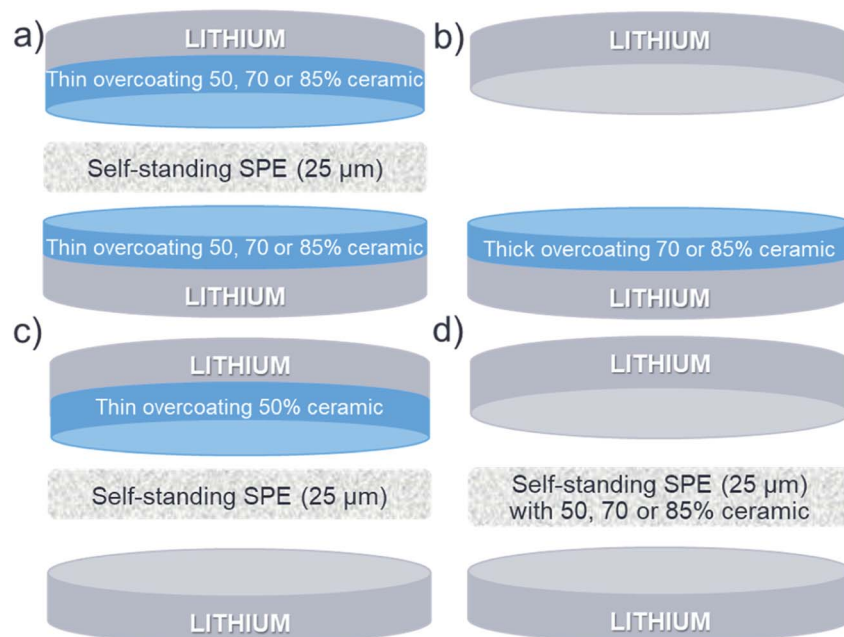 a)
LITHIUM
Thin overcoating 50, 70 or 85% ceramic
Self-standing SPE (25 µm)
Thin overcoating 50, 70 or 85% ceramic
LITHIUM
b)
LITHIUM
Thick overcoating 70 or 85% ceramic
LITHIUM
c)
LITHIUM
Thin overcoating 50% ceramic
Self-standing SPE (25 µm)
LITHIUM
d)
LITHIUM
Self-standing SPE (25 µm)
with 50, 70 or 85% ceramic
LITHIUM